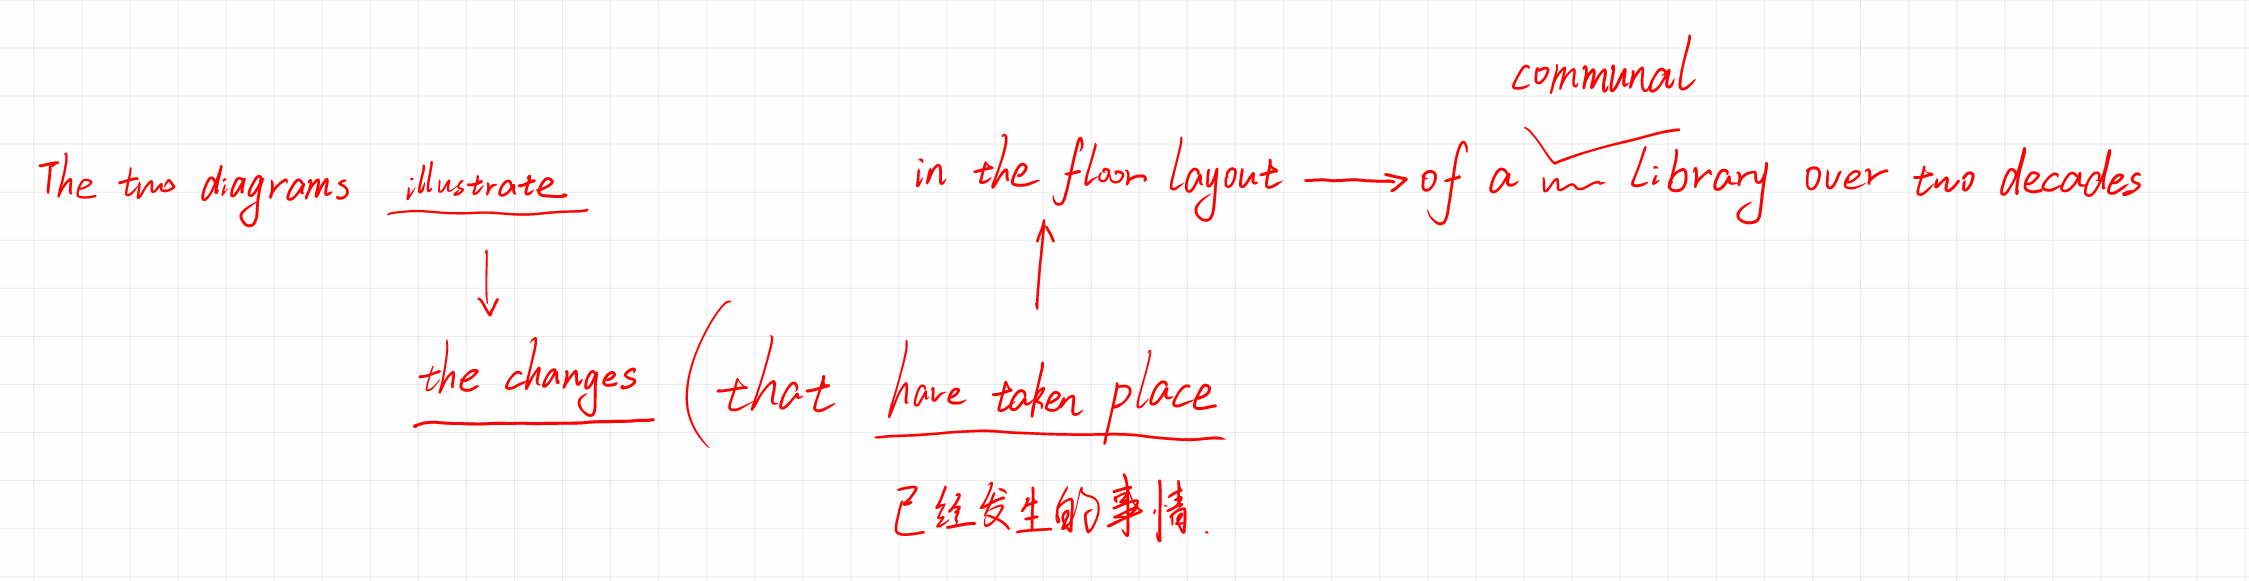 communal
The two diagrams illustrate in the floor layout of a library over two decades
the changes (that have taken place
已经发生的事情.